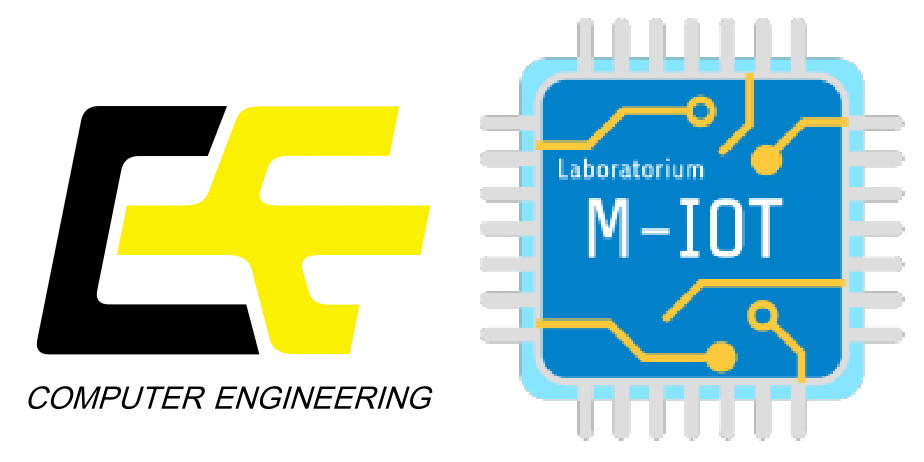 COMPUTER ENGINEERING
Laboratorium
M-IOT